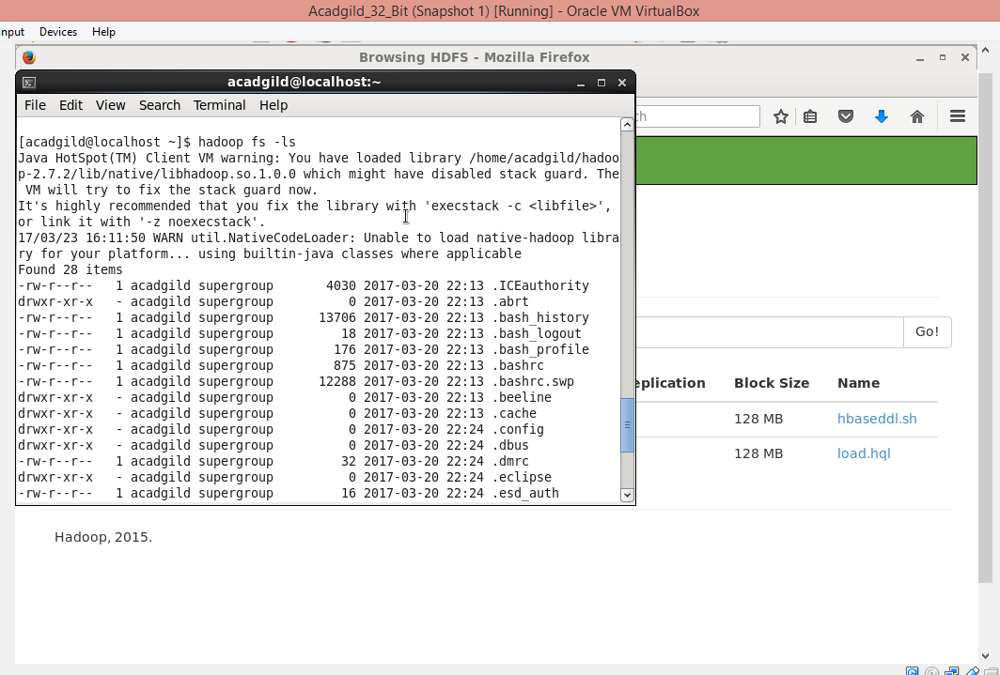 Acadgild_32_Bit (Snapshot 1) [Running] - Oracle VM VirtualBox
nput Devices Help
Browsing HDFS - Mozilla Firefox
acadgild@localhost:~
File Edit View Search Terminal Help
ch
[acadgild@localhost ~]$ hadoop fs -ls
Java HotSpot(TM) Client VM warning: You have loaded library /home/acadgild/hadoo
p-2.7.2/lib/native/libhadoop.so.1.0.0 which might have disabled stack guard. The
 VM will try to fix the stack guard now.
It's highly recommended that you fix the library with 'execstack -c <libfile>',
or link it with '-z noexecstack'.
17/03/23 16:11:50 WARN util.NativeCodeLoader: Unable to load native-hadoop libra
ry for your platform... using builtin-java classes where applicable
Found 28 items
-rw-r--r--   1 acadgild supergroup       4030 2017-03-20 22:13 .ICEauthority
drwxr-xr-x   - acadgild supergroup          0 2017-03-20 22:13 .abrt
-rw-r--r--   1 acadgild supergroup      13706 2017-03-20 22:13 .bash_history
-rw-r--r--   1 acadgild supergroup         18 2017-03-20 22:13 .bash_logout
-rw-r--r--   1 acadgild supergroup        176 2017-03-20 22:13 .bash_profile
-rw-r--r--   1 acadgild supergroup        875 2017-03-20 22:13 .bashrc
-rw-r--r--   1 acadgild supergroup      12288 2017-03-20 22:13 .bashrc.swp
drwxr-xr-x   - acadgild supergroup          0 2017-03-20 22:13 .beeline
drwxr-xr-x   - acadgild supergroup          0 2017-03-20 22:13 .cache
drwxr-xr-x   - acadgild supergroup          0 2017-03-20 22:24 .config
drwxr-xr-x   - acadgild supergroup          0 2017-03-20 22:24 .dbus
-rw-r--r--   1 acadgild supergroup         32 2017-03-20 22:24 .dmrc
drwxr-xr-x   - acadgild supergroup          0 2017-03-20 22:24 .eclipse
-rw-r--r--   1 acadgild supergroup         16 2017-03-20 22:24 .esd_auth
Go!
eplication Block Size Name
128 MB hbaseddl.sh
128 MB load.hql
Hadoop, 2015.